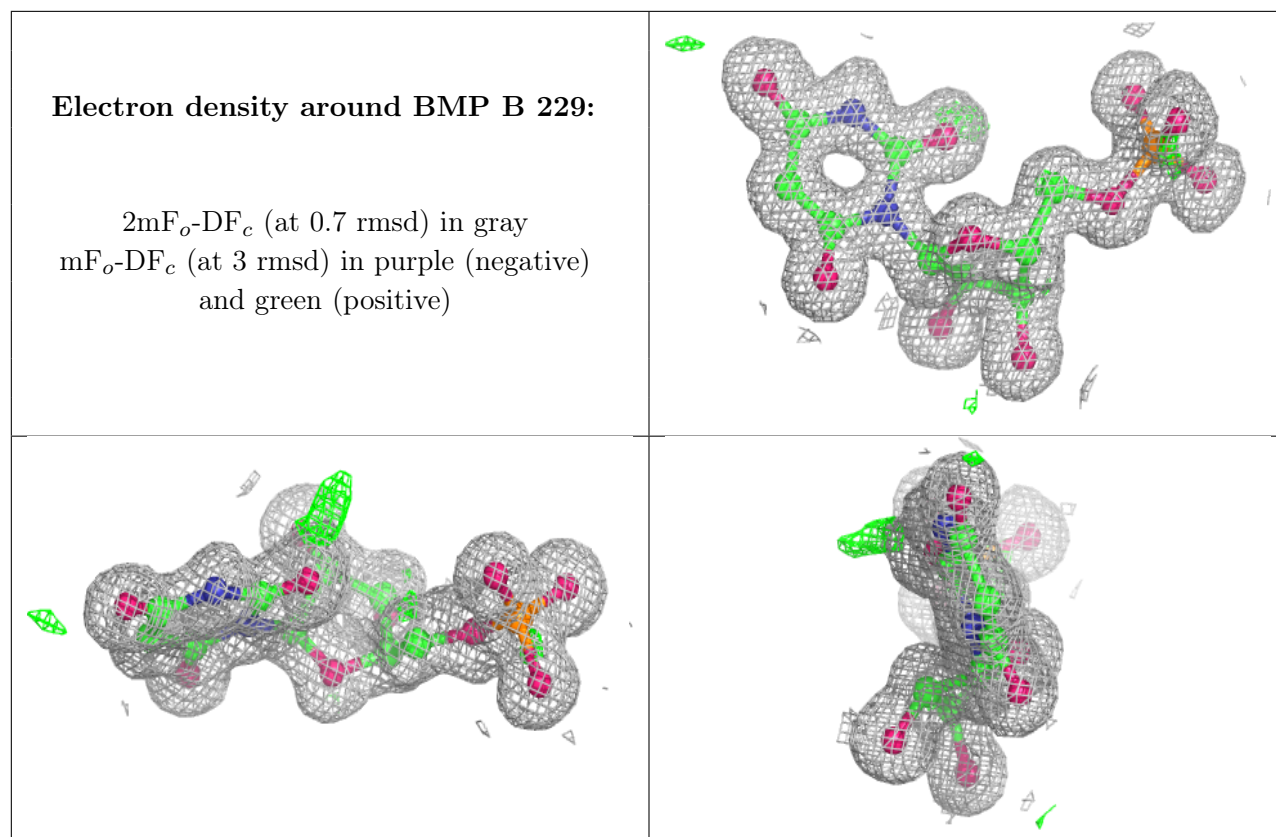 Electron density around BMP B 229:
2mFₒ-DF𝒸 (at 0.7 rmsd) in gray
mFₒ-DF𝒸 (at 3 rmsd) in purple (negative)
and green (positive)